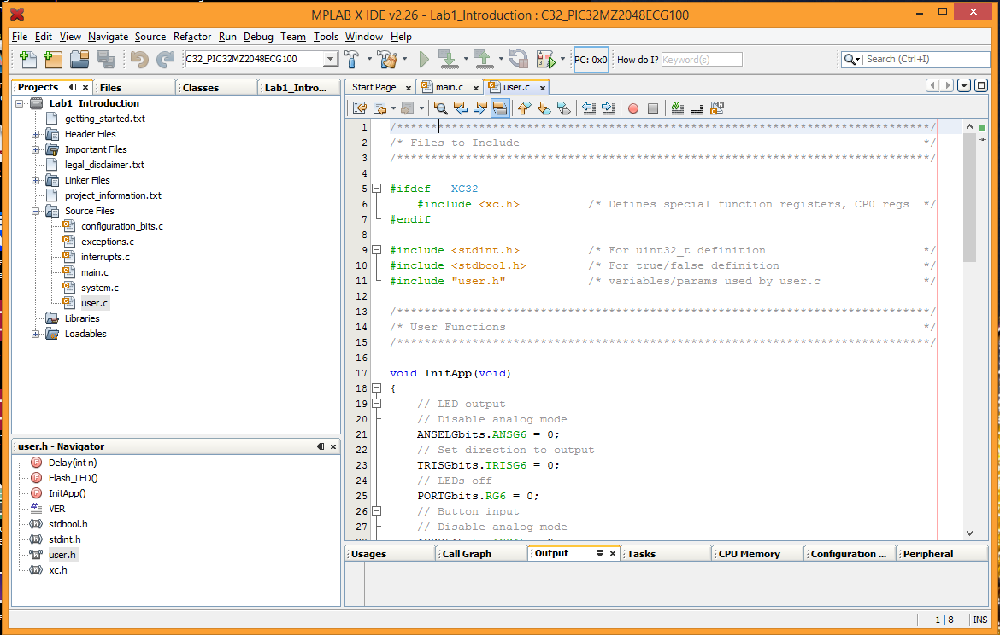 MPLAB X IDE v2.26 - Lab1_Introduction : C32_PIC32MZ2048ECG100
File Edit View Navigate Source Refactor Run Debug Team Tools Window Help
C32_PIC32MZ2048ECG100
PC: 0x0
How do I?
Keyword(s)
Search (Ctrl+I)
Projects
Files
Classes
Lab1_Intro...
Lab1_Introduction
getting_started.txt
Header Files
Important Files
legal_disclaimer.txt
Linker Files
project_information.txt
Source Files
configuration_bits.c
exceptions.c
interrupts.c
main.c
system.c
user.c
Libraries
Loadables
user.h - Navigator
Delay(int n)
Flash_LED()
InitApp()
VER
stdbool.h
stdint.h
user.h
xc.h
Start Page
main.c
user.c
1 /******************************************************************************/
2 /* Files to Include                                                           */
3 /******************************************************************************/
4
5 #ifdef __XC32
6     #include <xc.h>          /* Defines special function registers, CP0 regs  */
7 #endif
8
9 #include <stdint.h>          /* For uint32_t definition                       */
10 #include <stdbool.h>         /* For true/false definition                     */
11 #include "user.h"            /* variables/params used by user.c               */
12
13 /******************************************************************************/
14 /* User Functions                                                             */
15 /******************************************************************************/
16
17 void InitApp(void)
18 {
19     // LED output
20     // Disable analog mode
21     ANSELGbits.ANSG6 = 0;
22     // Set direction to output
23     TRISGbits.TRISG6 = 0;
24     // LEDs off
25     PORTGbits.RG6 = 0;
26     // Button input
27     // Disable analog mode
Usages
Call Graph
Output
Tasks
CPU Memory
Configuration ...
Peripheral
1 | 8
INS